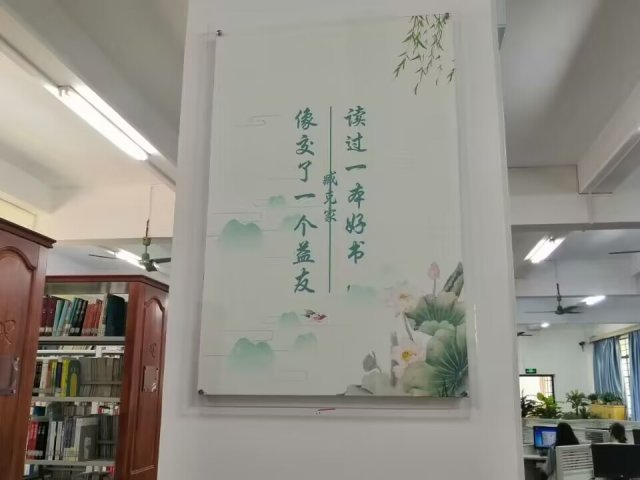 读过一本好书，
像交了一个益友
臧克家